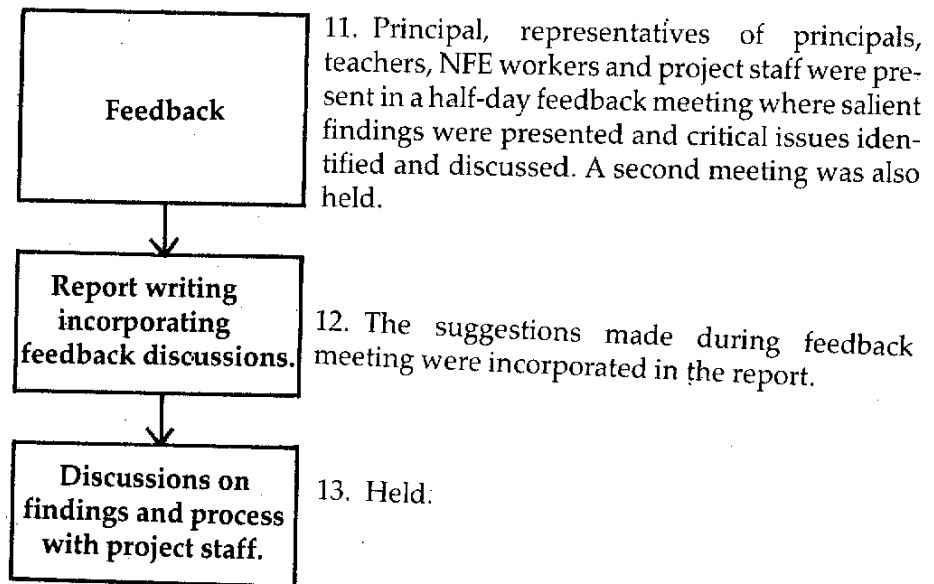 Feedback
11. Principal, representatives of principals,
teachers, NFE workers and project staff were pre-
sent in a half-day feedback meeting where salient
findings were presented and critical issues iden-
tified and discussed. A second meeting was also
held.
Report writing
incorporating
feedback discussions.
12. The suggestions made during feedback
meeting were incorporated in the report.
Discussions on
findings and process
with project staff.
13. Held.